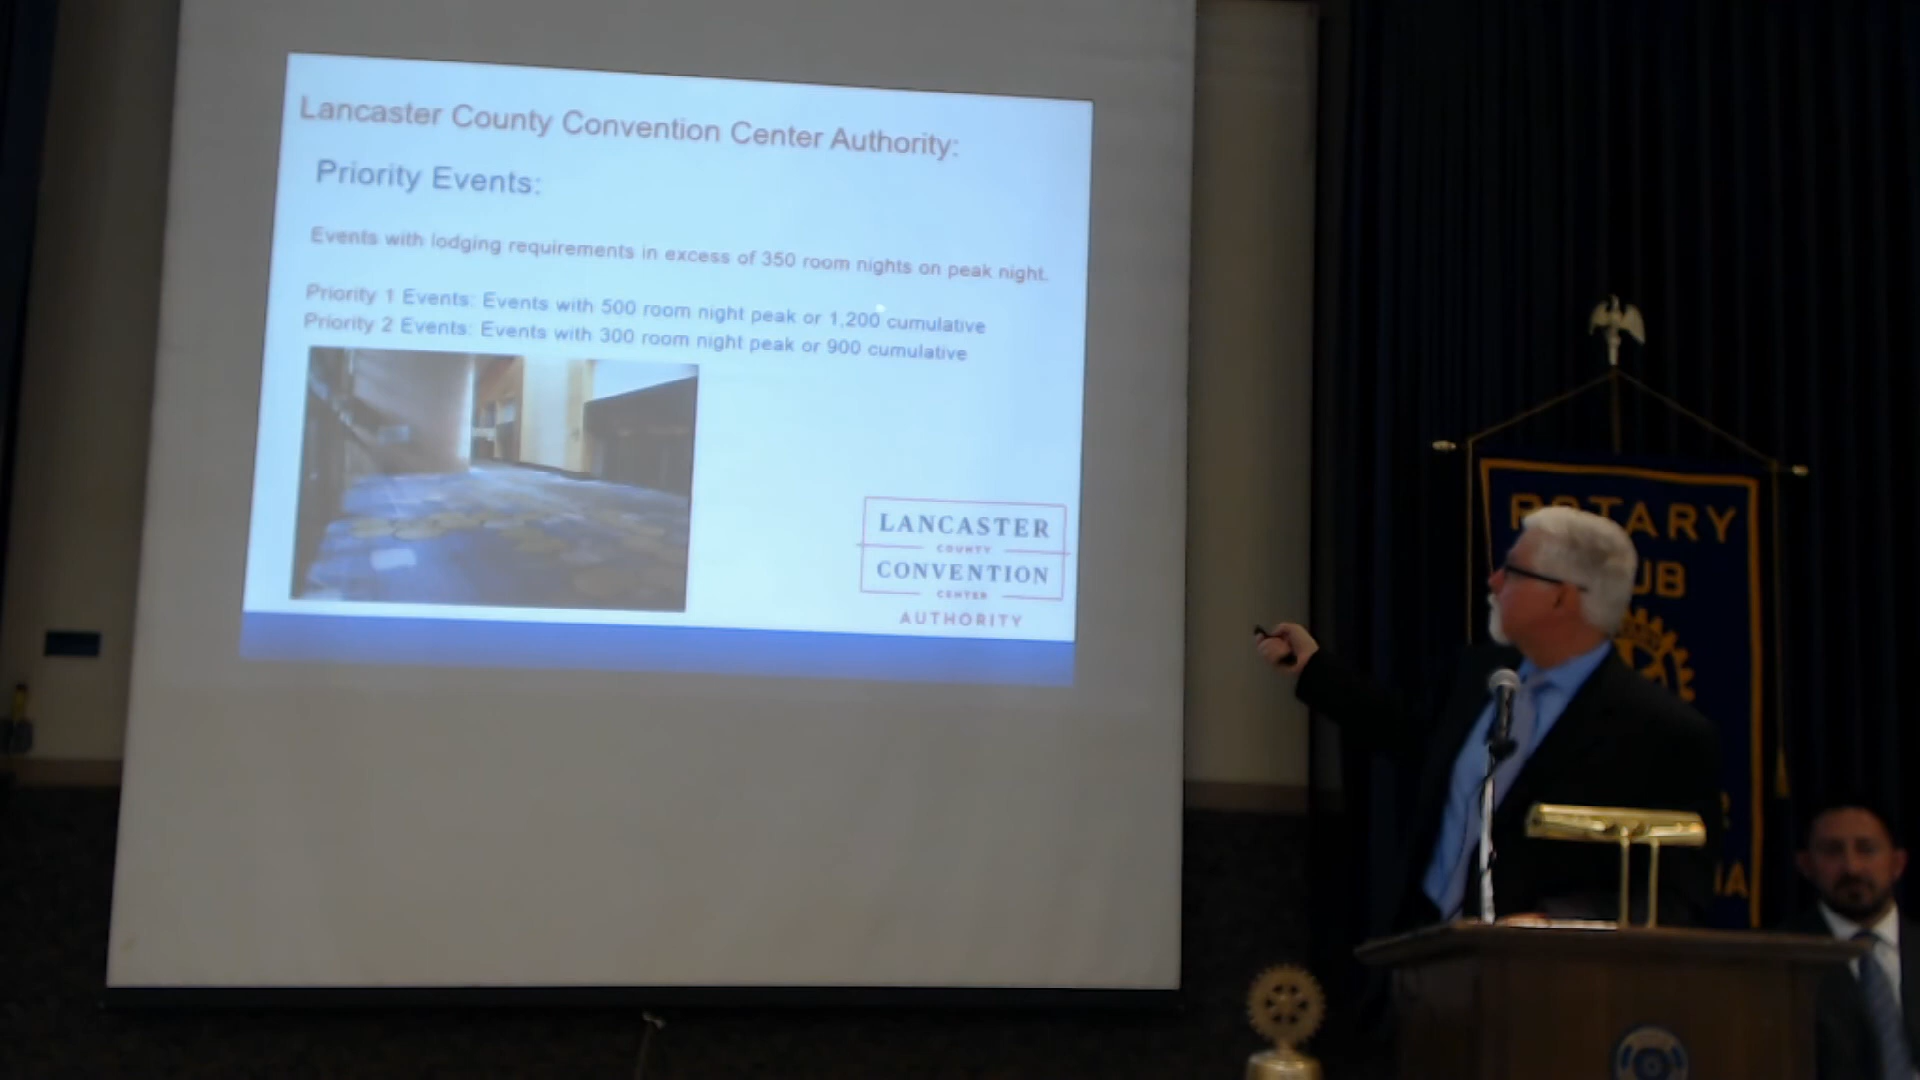 Lancaster County Convention Center Authority:
Priority Events:
Events with lodging requirements in excess of 350 room nights on peak night.
Priority 1 Events: Events with 500 room night peak or 1,200 cumulative
Priority 2 Events: Events with 300 room night peak or 900 cumulative
LANCASTER
COUNTY
CONVENTION
CENTER
AUTHORITY
ROTARY